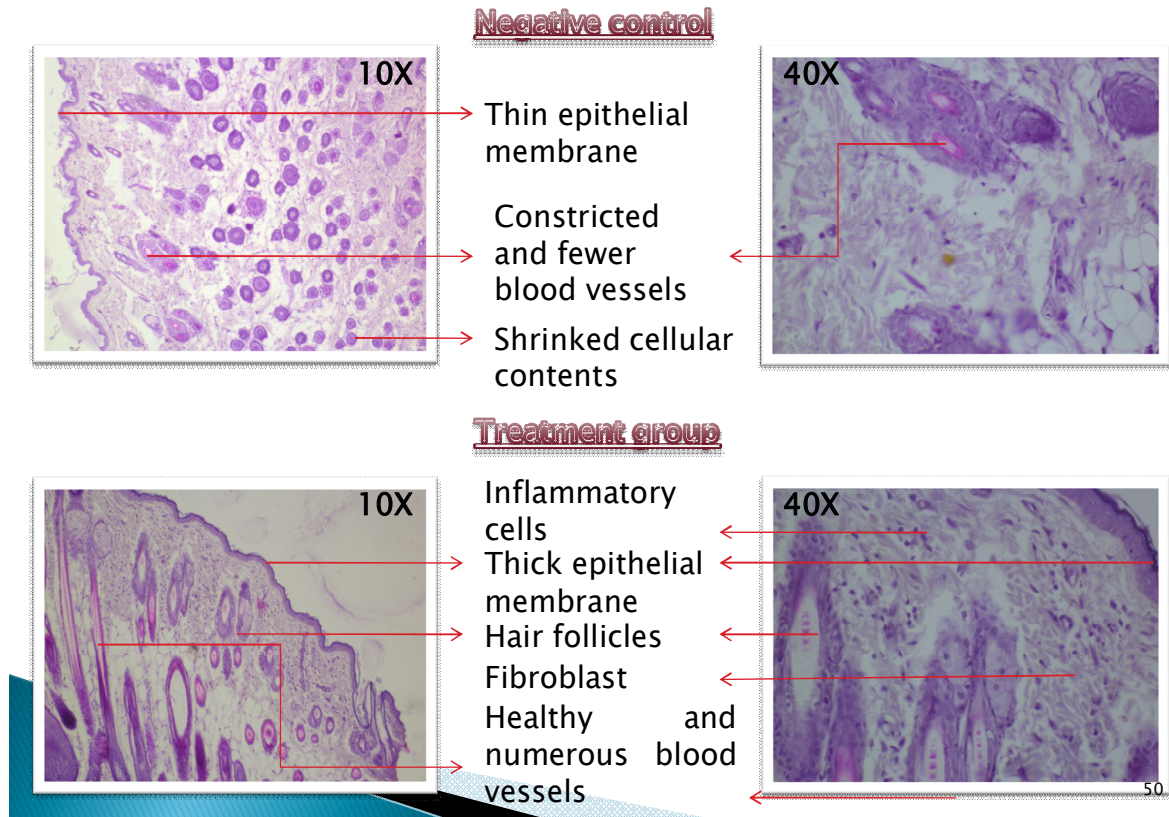 Negative control
10X
40X
Thin epithelial
membrane
Constricted
and fewer
blood vessels
Shrinked cellular
contents
Treatment group
10X
40X
Inflammatory
cells
Thick epithelial
membrane
Hair follicles
Fibroblast
Healthy and
numerous blood
vessels
50